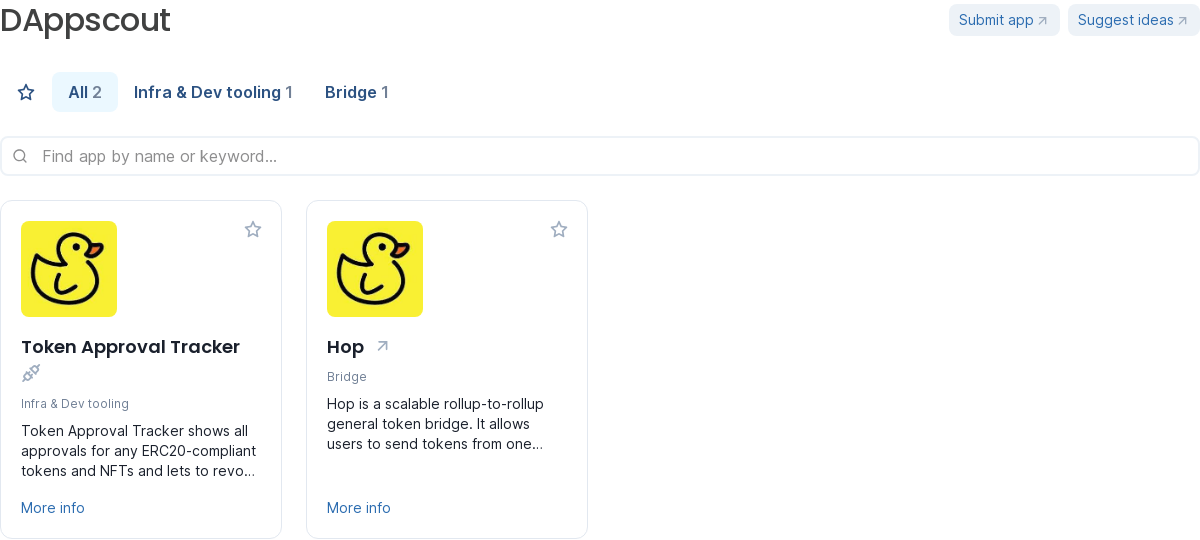 DAppscout
Submit app
Suggest ideas
All 2
Infra & Dev tooling 1
Bridge 1
Find app by name or keyword...
Token Approval Tracker
Infra & Dev tooling
Token Approval Tracker shows all
approvals for any ERC20-compliant
tokens and NFTs and lets to revo...
More info
Hop
Bridge
Hop is a scalable rollup-to-rollup
general token bridge. It allows
users to send tokens from one...
More info